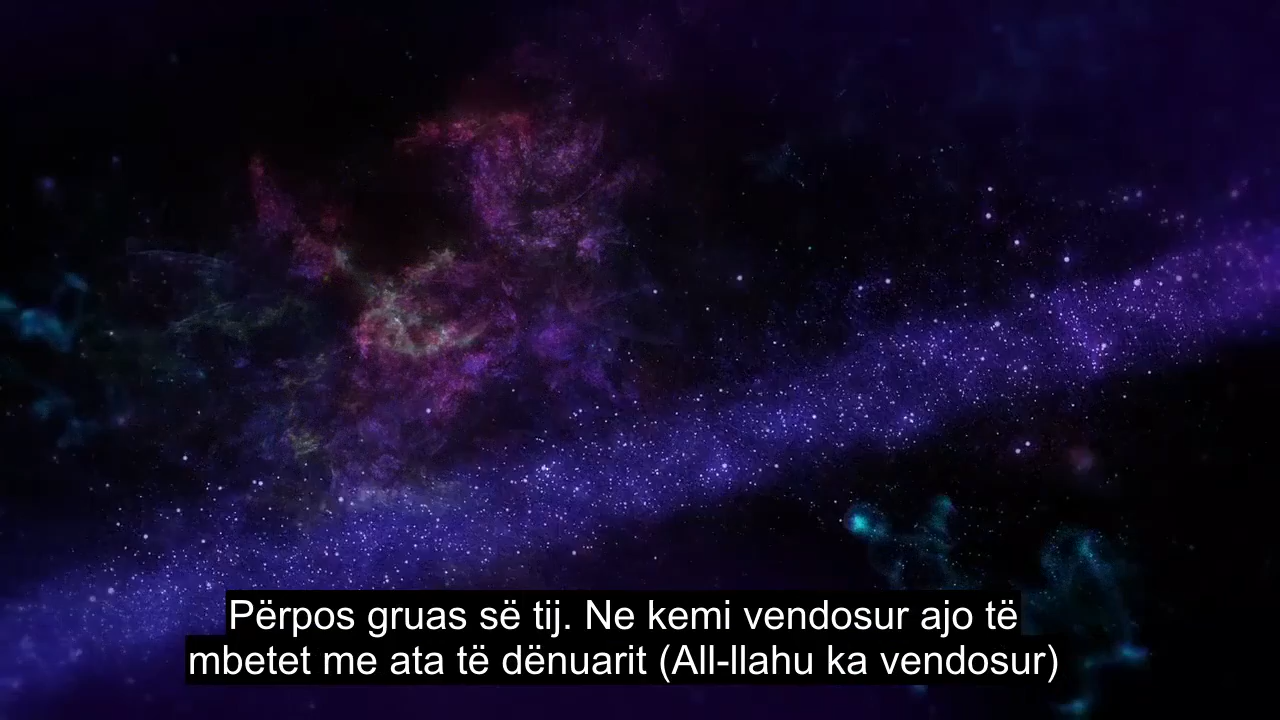 Përpos gruas së tij. Ne kemi vendosur ajo të
mbetet me ata të dënuarit (All-llahu ka vendosur)